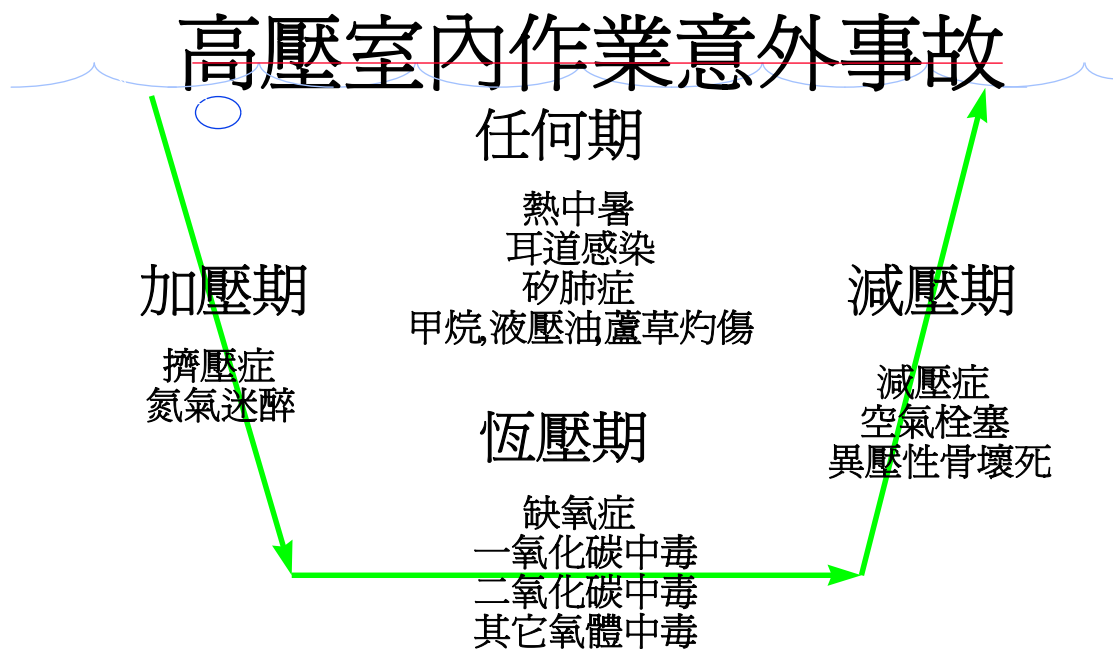 高壓室內作業意外事故
任何期
熱中暑
耳道感染
矽肺症
甲烷,液壓油,蘆草灼傷
加壓期
擠壓症
氮氣迷醉
減壓期
減壓症
空氣栓塞
異壓性骨壞死
恆壓期
缺氧症
一氧化碳中毒
二氧化碳中毒
其它氧體中毒